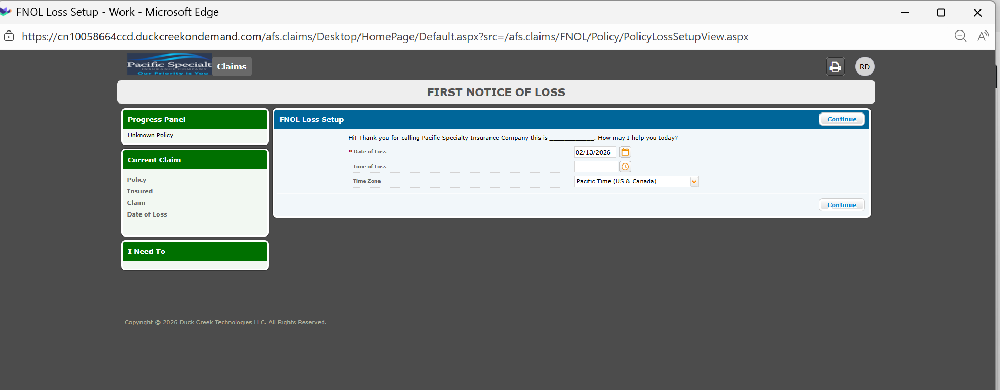 FNOL Loss Setup - Work - Microsoft Edge
https://cn10058664ccd.duckcreekondemand.com/afs.claims/Desktop/HomePage/Default.aspx?src=/afs.claims/FNOL/Policy/PolicyLossSetupView.aspx
Pacific Specialt
INSURANCE COMPANY
Our Priority is You
Claims
RD
FIRST NOTICE OF LOSS
Progress Panel
Unknown Policy
Current Claim
Policy
Insured
Claim
Date of Loss
I Need To
FNOL Loss Setup
Continue
Hi! Thank you for calling Pacific Specialty Insurance Company this is ____________. How may I help you today?
* Date of Loss 02/13/2026
Time of Loss
Time Zone Pacific Time (US & Canada)
Continue
Copyright © 2026 Duck Creek Technologies LLC. All Rights Reserved.